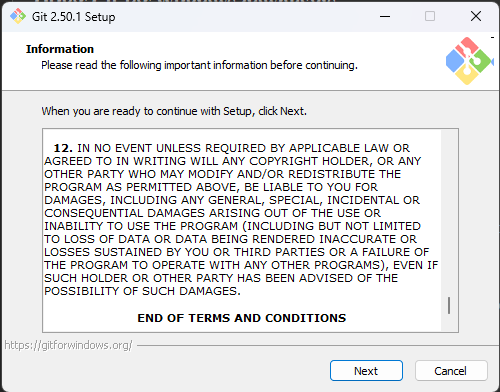 Git 2.50.1 Setup
Information
Please read the following important information before continuing.
When you are ready to continue with Setup, click Next.
12. IN NO EVENT UNLESS REQUIRED BY APPLICABLE LAW OR
AGREED TO IN WRITING WILL ANY COPYRIGHT HOLDER, OR ANY
OTHER PARTY WHO MAY MODIFY AND/OR REDISTRIBUTE THE
PROGRAM AS PERMITTED ABOVE, BE LIABLE TO YOU FOR
DAMAGES, INCLUDING ANY GENERAL, SPECIAL, INCIDENTAL OR
CONSEQUENTIAL DAMAGES ARISING OUT OF THE USE OR
INABILITY TO USE THE PROGRAM (INCLUDING BUT NOT LIMITED
TO LOSS OF DATA OR DATA BEING RENDERED INACCURATE OR
LOSSES SUSTAINED BY YOU OR THIRD PARTIES OR A FAILURE OF
THE PROGRAM TO OPERATE WITH ANY OTHER PROGRAMS), EVEN IF
SUCH HOLDER OR OTHER PARTY HAS BEEN ADVISED OF THE
POSSIBILITY OF SUCH DAMAGES.
END OF TERMS AND CONDITIONS
https://gitforwindows.org/
Next
Cancel